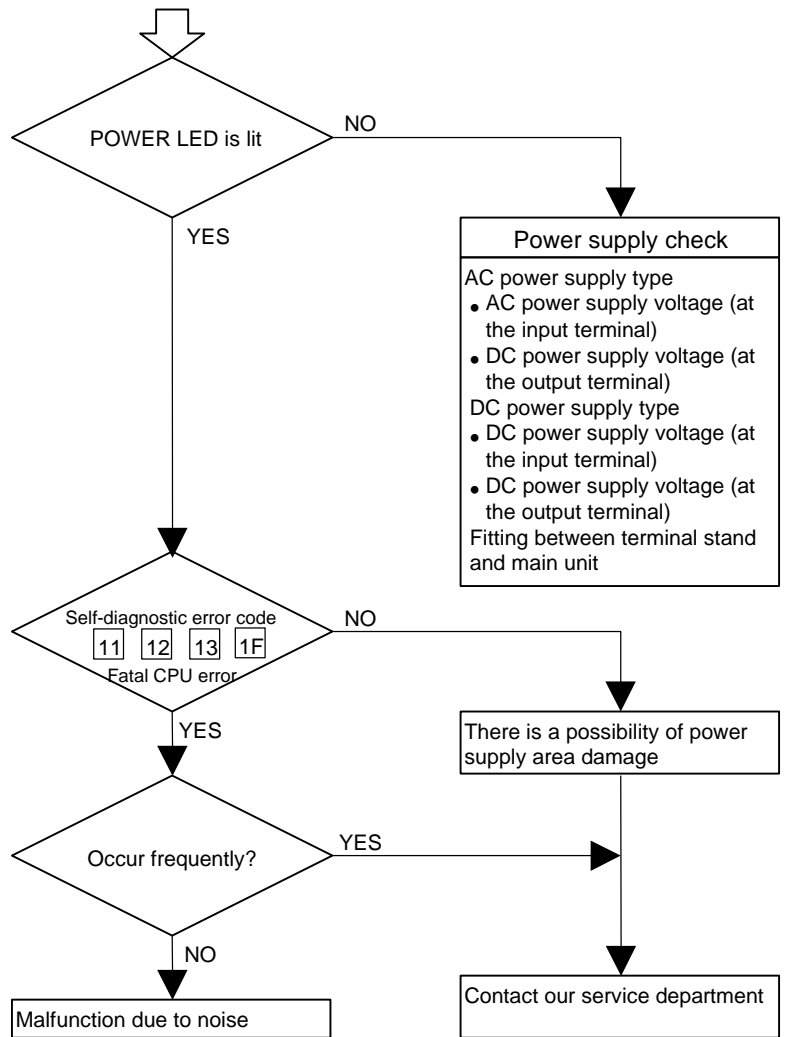 POWER LED is lit
NO
YES
Power supply check
AC power supply type
• AC power supply voltage (at
the input terminal)
• DC power supply voltage (at
the output terminal)
DC power supply type
• DC power supply voltage (at
the input terminal)
• DC power supply voltage (at
the output terminal)
Fitting between terminal stand
and main unit
Self-diagnostic error code
11 12 13 1F
Fatal CPU error
NO
YES
There is a possibility of power
supply area damage
Occur frequently?
YES
NO
Malfunction due to noise
Contact our service department